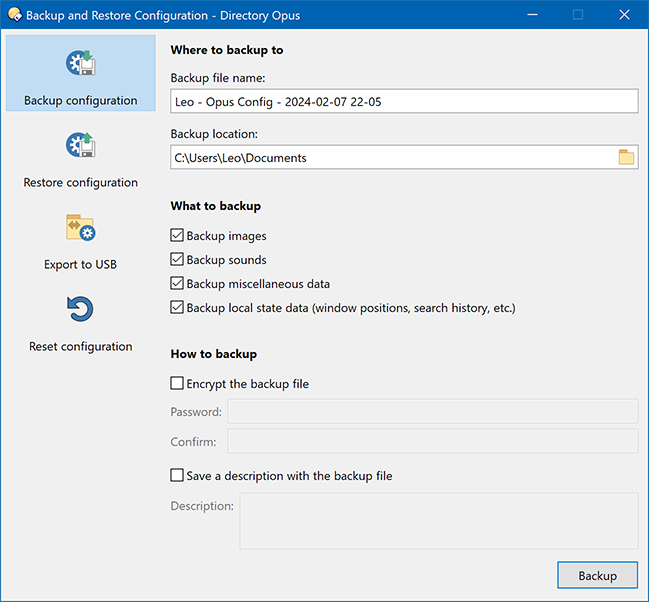 Backup and Restore Configuration - Directory Opus
Backup configuration
Restore configuration
Export to USB
Reset configuration
Where to backup to
Backup file name:
Leo - Opus Config - 2024-02-07 22-05
Backup location:
C:\Users\Leo\Documents
What to backup
Backup images
Backup sounds
Backup miscellaneous data
Backup local state data (window positions, search history, etc.)
How to backup
Encrypt the backup file
Password:
Confirm:
Save a description with the backup file
Description:
Backup